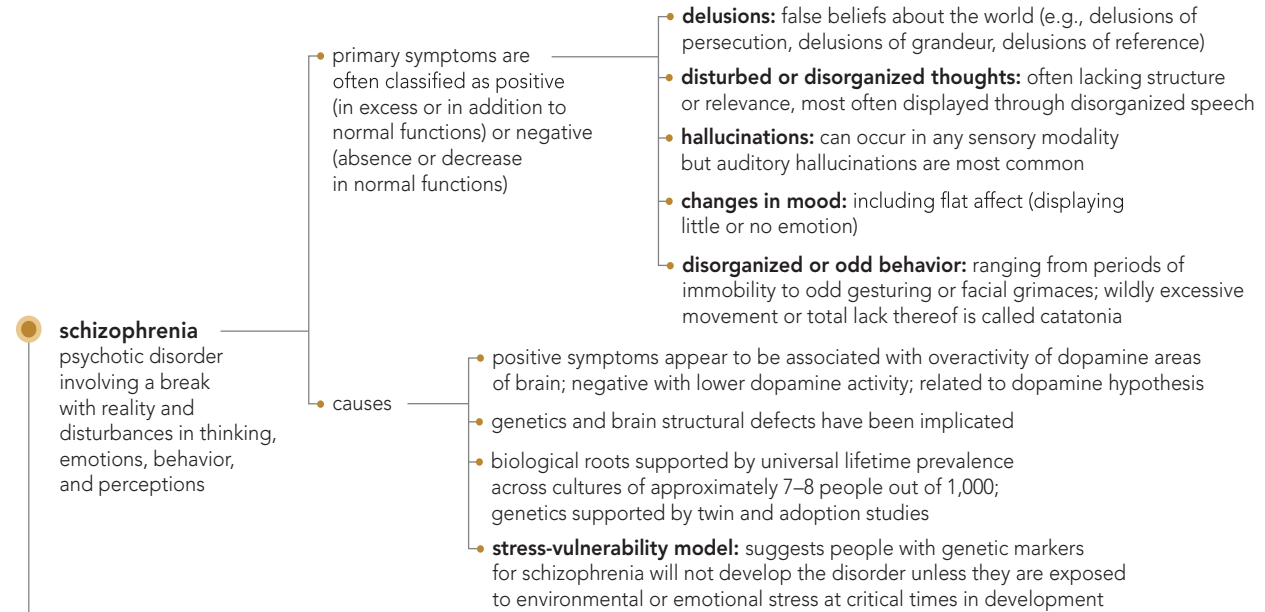 schizophrenia
psychotic disorder
involving a break
with reality and
disturbances in thinking,
emotions, behavior,
and perceptions
primary symptoms are
often classified as positive
(in excess or in addition to
normal functions) or negative
(absence or decrease
in normal functions)
delusions: false beliefs about the world (e.g., delusions of
persecution, delusions of grandeur, delusions of reference)
disturbed or disorganized thoughts: often lacking structure
or relevance, most often displayed through disorganized speech
hallucinations: can occur in any sensory modality
but auditory hallucinations are most common
changes in mood: including flat affect (displaying
little or no emotion)
disorganized or odd behavior: ranging from periods of
immobility to odd gesturing or facial grimaces; wildly excessive
movement or total lack thereof is called catatonia
causes
positive symptoms appear to be associated with overactivity of dopamine areas
of brain; negative with lower dopamine activity; related to dopamine hypothesis
genetics and brain structural defects have been implicated
biological roots supported by universal lifetime prevalence
across cultures of approximately 7–8 people out of 1,000;
genetics supported by twin and adoption studies
stress-vulnerability model: suggests people with genetic markers
for schizophrenia will not develop the disorder unless they are exposed
to environmental or emotional stress at critical times in development